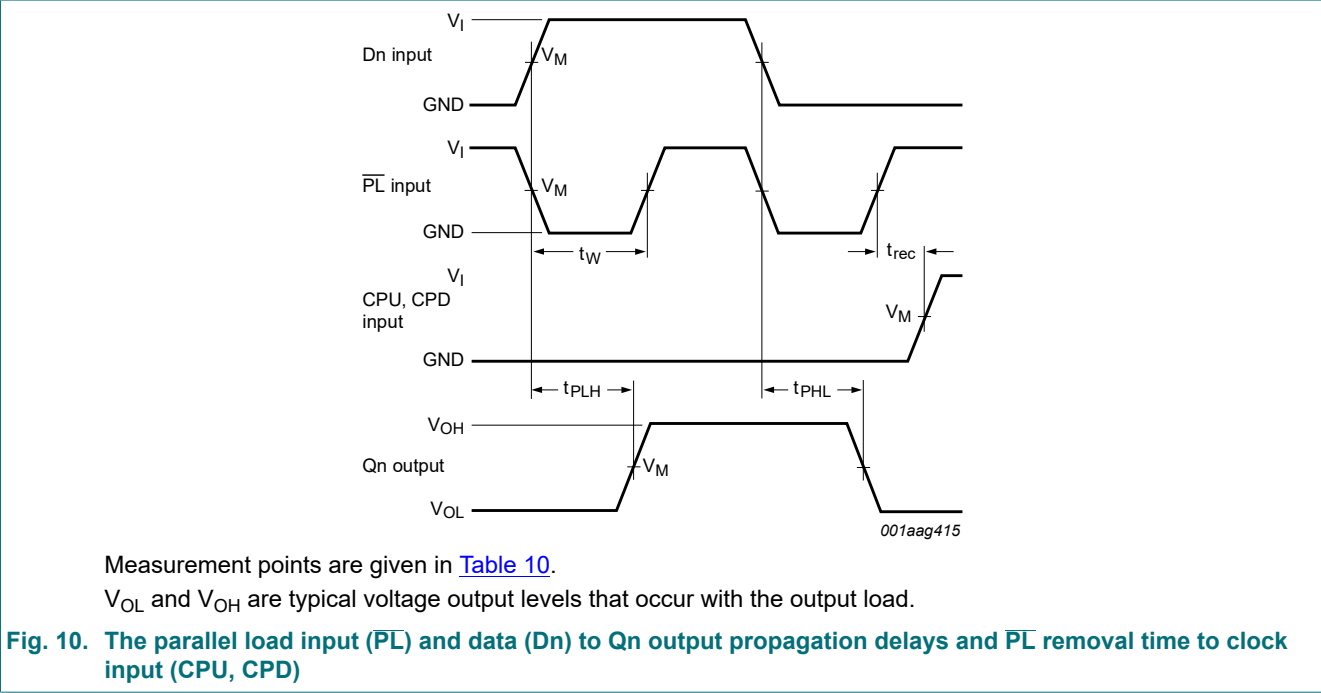 VI
Dn input
VM
GND
VI
PL input
VM
GND
tW
trec
VI
CPU, CPD
input
VM
GND
tPLH
tPHL
VOH
Qn output
VM
VOL
001aag415
Measurement points are given in Table 10.
VOL and VOH are typical voltage output levels that occur with the output load.
Fig. 10. The parallel load input (P̅L̅) and data (Dn) to Qn output propagation delays and P̅L̅ removal time to clock
input (CPU, CPD)